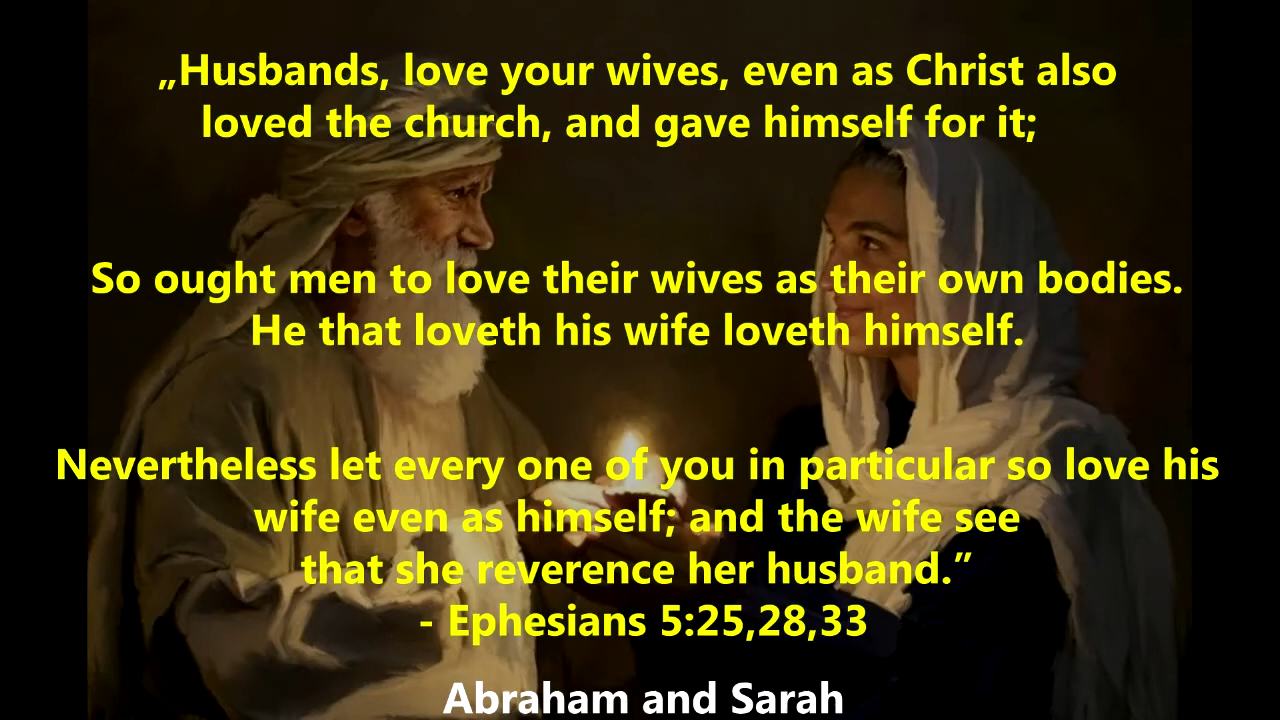 „Husbands, love your wives, even as Christ also
loved the church, and gave himself for it;
So ought men to love their wives as their own bodies.
He that loveth his wife loveth himself.
Nevertheless let every one of you in particular so love his
wife even as himself; and the wife see
that she reverence her husband.”
- Ephesians 5:25,28,33
Abraham and Sarah